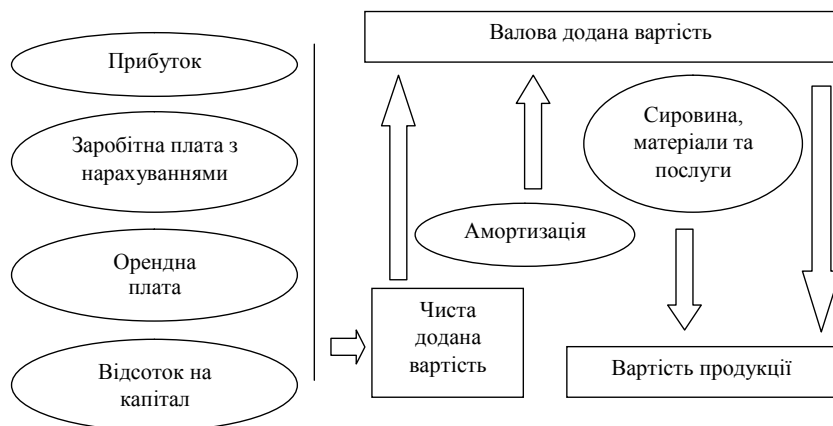 Прибуток
Заробітна плата з
нарахуваннями
Орендна
плата
Відсоток на
капітал
Валова додана вартість
Сировина,
матеріали та
послуги
Амортизація
Чиста
додана
вартість
Вартість продукції